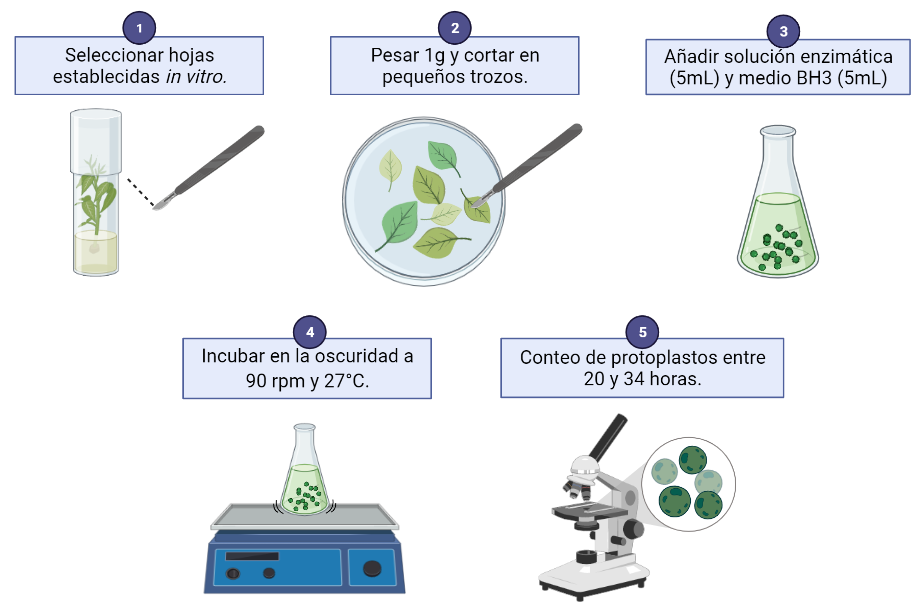 1
Seleccionar hojas
establecidas in vitro.
2
Pesar 1g y cortar en
pequeños trozos.
3
Añadir solución enzimática
(5mL) y medio BH3 (5mL)
4
Incubar en la oscuridad a
90 rpm y 27°C.
5
Conteo de protoplastos entre
20 y 34 horas.